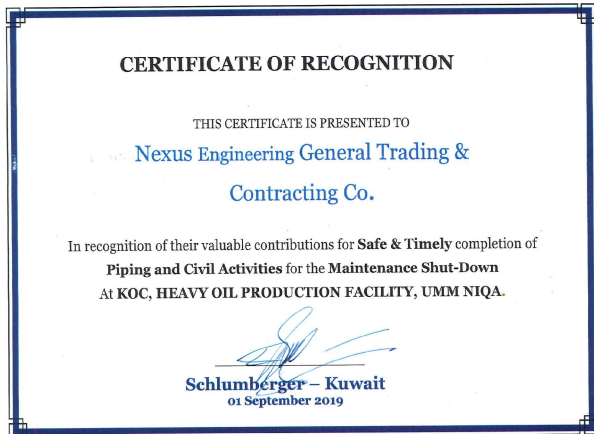 CERTIFICATE OF RECOGNITION
THIS CERTIFICATE IS PRESENTED TO
Nexus Engineering General Trading &
Contracting Co.
In recognition of their valuable contributions for Safe & Timely completion of
Piping and Civil Activities for the Maintenance Shut-Down
At KOC, HEAVY OIL PRODUCTION FACILITY, UMM NIQA.
Schlumberger – Kuwait
01 September 2019